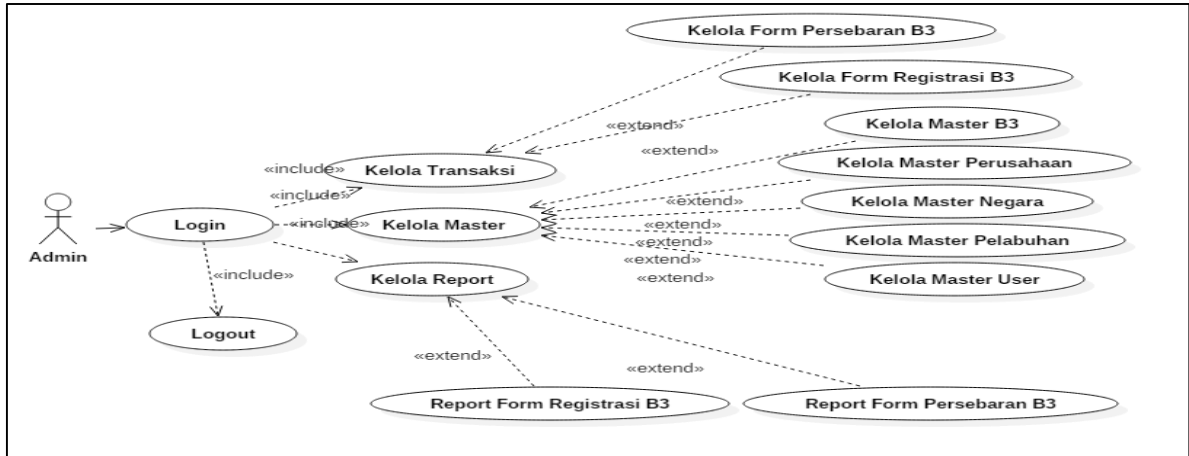 Kelola Form Persebaran B3
Kelola Form Registrasi B3
«extend»
Kelola Master B3
«extend»
«include»
Kelola Transaksi
Kelola Master Perusahaan
«include»
«extend»
Kelola Master Negara
Login
«include»
Kelola Master
«extend»
Admin
«extend»
Kelola Master Pelabuhan
«extend»
«include»
Kelola Report
«extend»
Kelola Master User
Logout
«extend»
«extend»
Report Form Registrasi B3
Report Form Persebaran B3